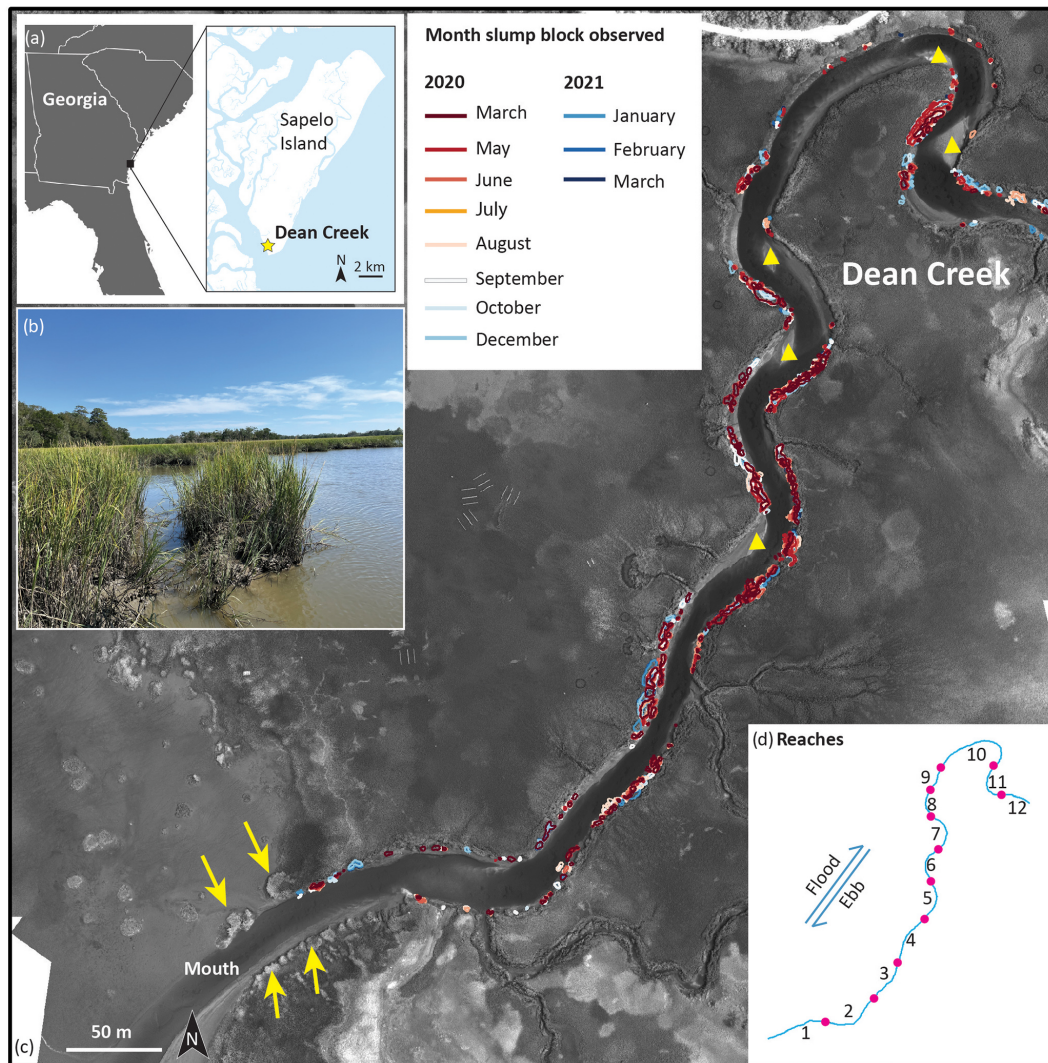 (a)
Georgia
Sapelo
Island
Dean Creek
N
2 km
(b)
Month slump block observed
2020
March
May
June
July
August
September
October
December
2021
January
February
March
Dean Creek
Mouth
50 m
N
(c)
(d) Reaches
1
2
3
4
5
6
7
8
9
10
11
12
Flood
Ebb